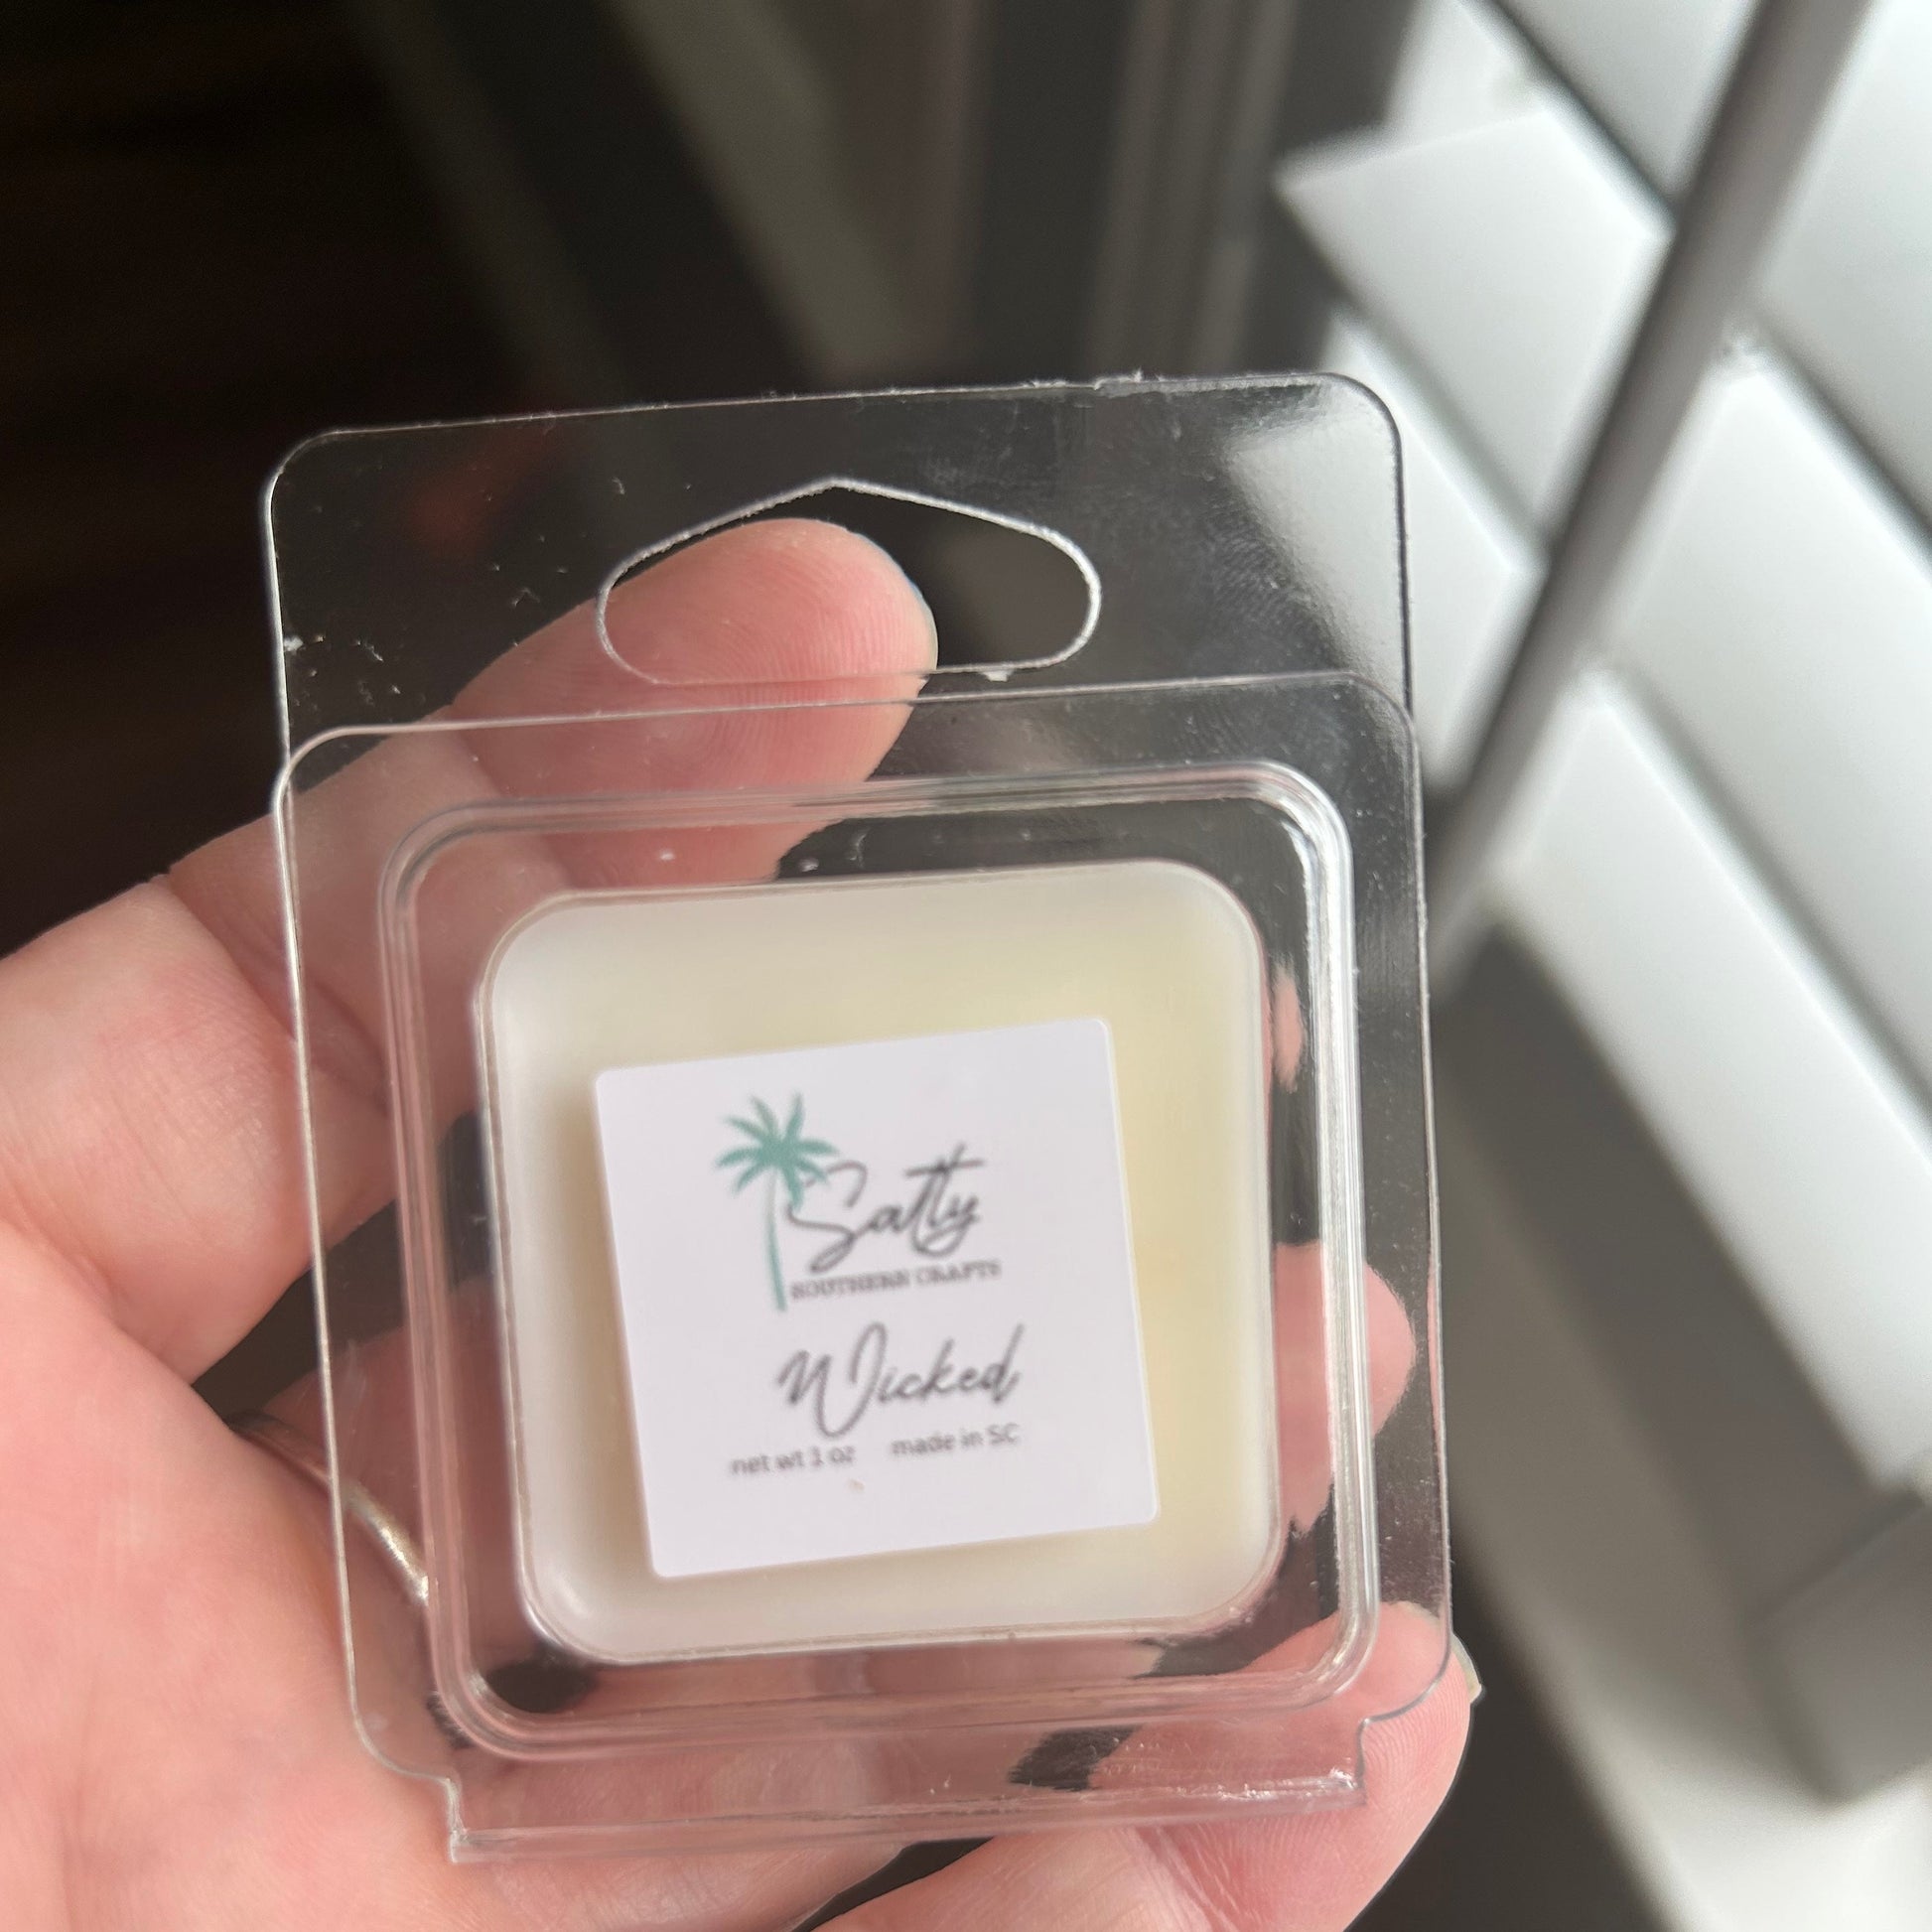 Salty
SOUTHERN CRAFTS
Wicked
net wt 1 oz made in SC